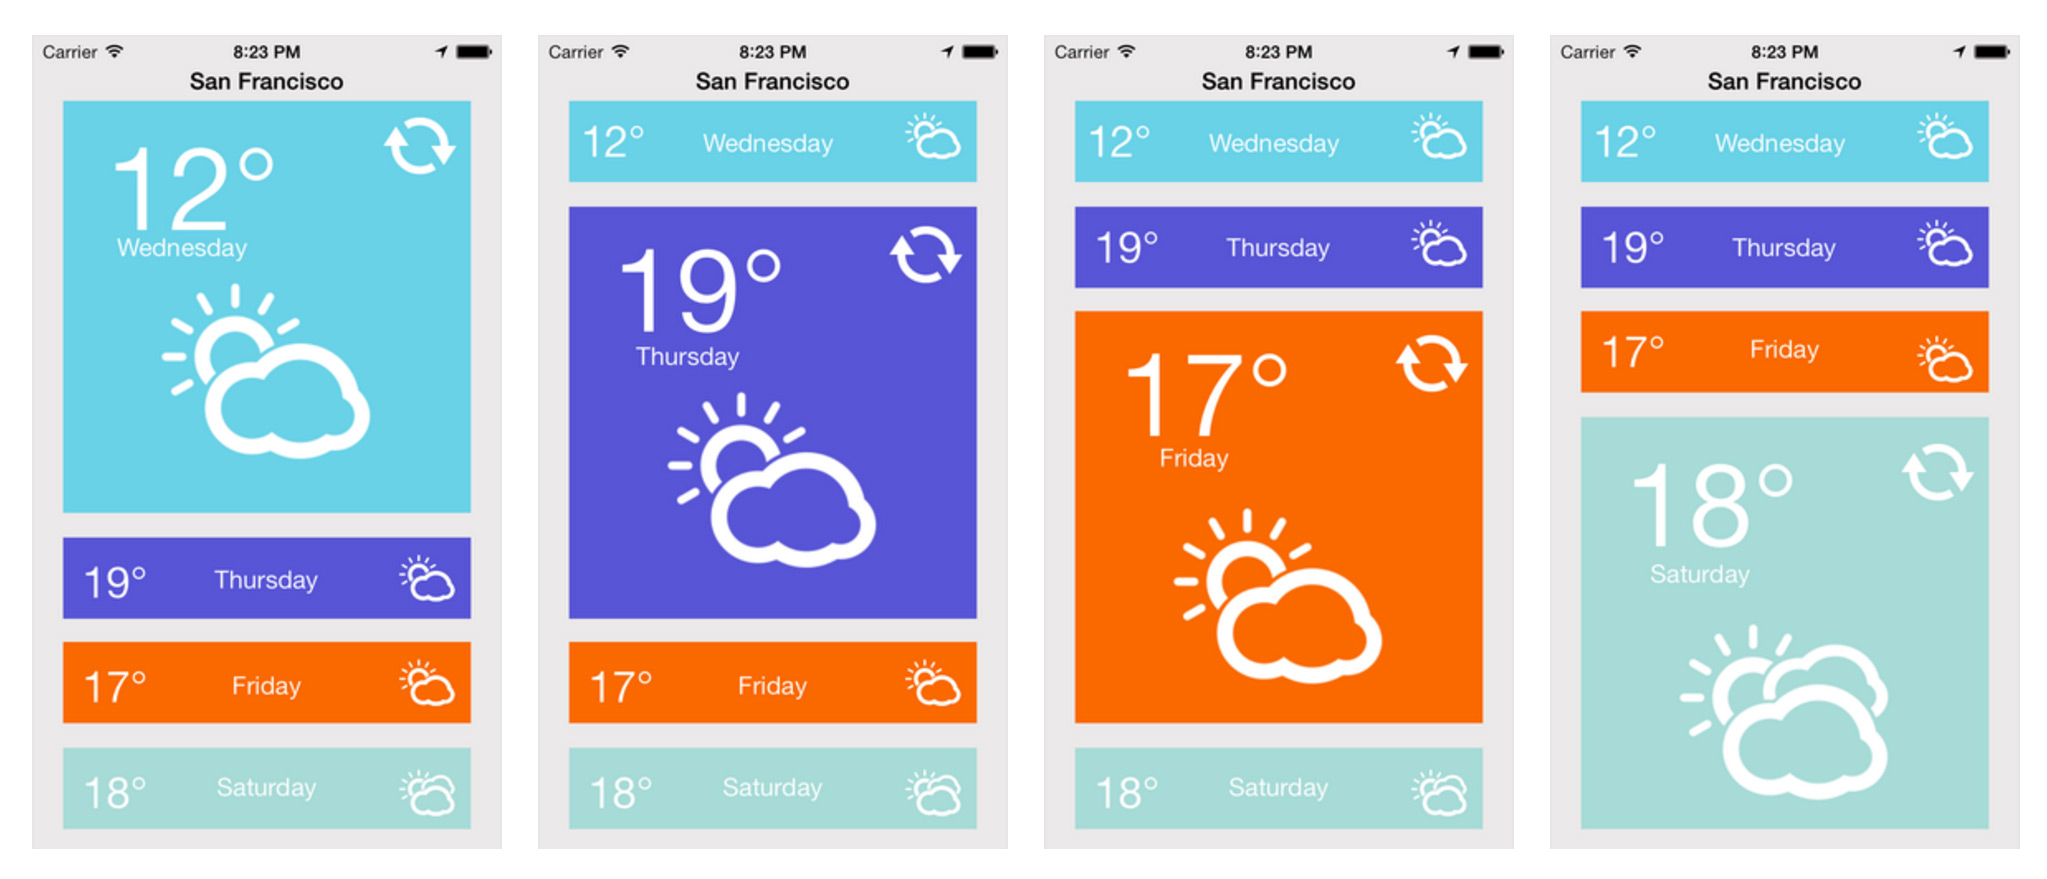 Carrier 8:23 PM
San Francisco
12°
Wednesday
19° Thursday
17° Friday
18° Saturday
Carrier 8:23 PM
San Francisco
12° Wednesday
19°
Thursday
17° Friday
18° Saturday
Carrier 8:23 PM
San Francisco
12° Wednesday
19° Thursday
17°
Friday
18° Saturday
Carrier 8:23 PM
San Francisco
12° Wednesday
19° Thursday
17° Friday
18°
Saturday